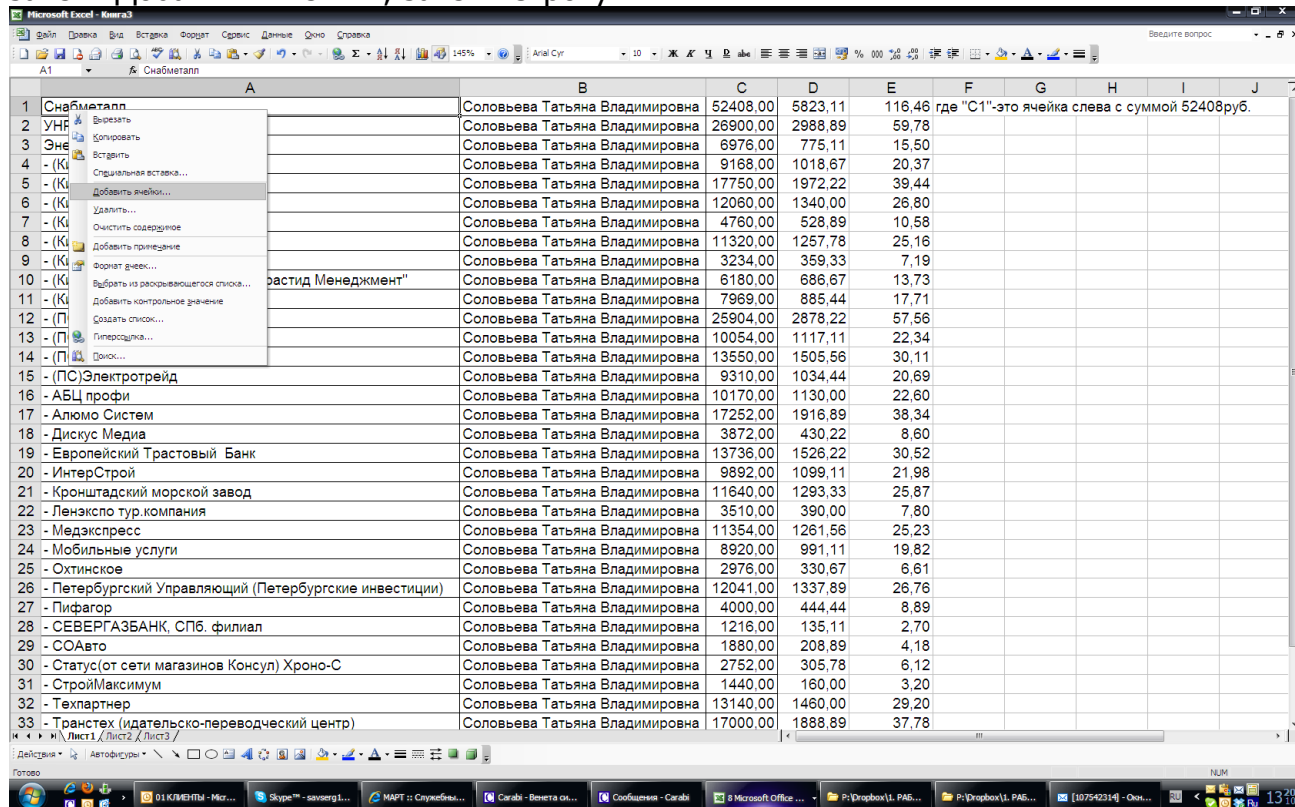 Microsoft Excel - Книга3
Файл Правка Вид Вставка Формат Сервис Данные Окно Справка Введите вопрос
145% Arial Cyr 10 Ж К Ч
A1 fx Снабметалл
A B C D E F G H I J
1 Снабметалл Соловьева Татьяна Владимировна 52408,00 5823,11 116,46 где "С1"-это ячейка слева с суммой 52408руб.
2 Соловьева Татьяна Владимировна 26900,00 2988,89 59,78
3 Соловьева Татьяна Владимировна 6976,00 775,11 15,50
4 Соловьева Татьяна Владимировна 9168,00 1018,67 20,37
5 Соловьева Татьяна Владимировна 17750,00 1972,22 39,44
6 Соловьева Татьяна Владимировна 12060,00 1340,00 26,80
7 Соловьева Татьяна Владимировна 4760,00 528,89 10,58
8 Соловьева Татьяна Владимировна 11320,00 1257,78 25,16
9 Соловьева Татьяна Владимировна 3234,00 359,33 7,19
10 Менеджмент" Соловьева Татьяна Владимировна 6180,00 686,67 13,73
11 Соловьева Татьяна Владимировна 7969,00 885,44 17,71
12 Соловьева Татьяна Владимировна 25904,00 2878,22 57,56
13 Соловьева Татьяна Владимировна 10054,00 1117,11 22,34
14 Соловьева Татьяна Владимировна 13550,00 1505,56 30,11
15 - (ПС)Электротрейд Соловьева Татьяна Владимировна 9310,00 1034,44 20,69
16 - АБЦ профи Соловьева Татьяна Владимировна 10170,00 1130,00 22,60
17 - Алюмо Систем Соловьева Татьяна Владимировна 17252,00 1916,89 38,34
18 - Дискус Медиа Соловьева Татьяна Владимировна 3872,00 430,22 8,60
19 - Европейский Трастовый Банк Соловьева Татьяна Владимировна 13736,00 1526,22 30,52
20 - ИнтерСтрой Соловьева Татьяна Владимировна 9892,00 1099,11 21,98
21 - Кронштадский морской завод Соловьева Татьяна Владимировна 11640,00 1293,33 25,87
22 - Ленэкспо тур.компания Соловьева Татьяна Владимировна 3510,00 390,00 7,80
23 - Медэкспресс Соловьева Татьяна Владимировна 11354,00 1261,56 25,23
24 - Мобильные услуги Соловьева Татьяна Владимировна 8920,00 991,11 19,82
25 - Охтинское Соловьева Татьяна Владимировна 2976,00 330,67 6,61
26 - Петербургский Управляющий (Петербургские инвестиции) Соловьева Татьяна Владимировна 12041,00 1337,89 26,76
27 - Пифагор Соловьева Татьяна Владимировна 4000,00 444,44 8,89
28 - СЕВЕРГАЗБАНК, СПб. филиал Соловьева Татьяна Владимировна 1216,00 135,11 2,70
29 - СОАвто Соловьева Татьяна Владимировна 1880,00 208,89 4,18
30 - Статус(от сети магазинов Консул) Хроно-С Соловьева Татьяна Владимировна 2752,00 305,78 6,12
31 - СтройМаксимум Соловьева Татьяна Владимировна 1440,00 160,00 3,20
32 - Техпартнер Соловьева Татьяна Владимировна 13140,00 1460,00 29,20
33 - Транстех (идательско-переводческий центр) Соловьева Татьяна Владимировна 17000,00 1888,89 37,78
Вырезать
Копировать
Вставить
Специальная вставка...
Добавить ячейки...
Удалить...
Очистить содержимое
Добавить примечание
Формат ячеек...
Выбрать из раскрывающегося списка...
Добавить контрольное значение
Создать список...
Гиперссылка...
Поиск...
Лист1 Лист2 Лист3
Действия Автофигуры
Готово NUM
01 КЛИЕНТЫ - Мic... Skype™ - savserg1... МАРТ :: Служебны... Carabi - Венета си... Сообщения - Carabi 8 Microsoft Office ... P:\Dropbox\1. РАБ... P:\Dropbox\1. РАБ... [107542314] - Окн... RU